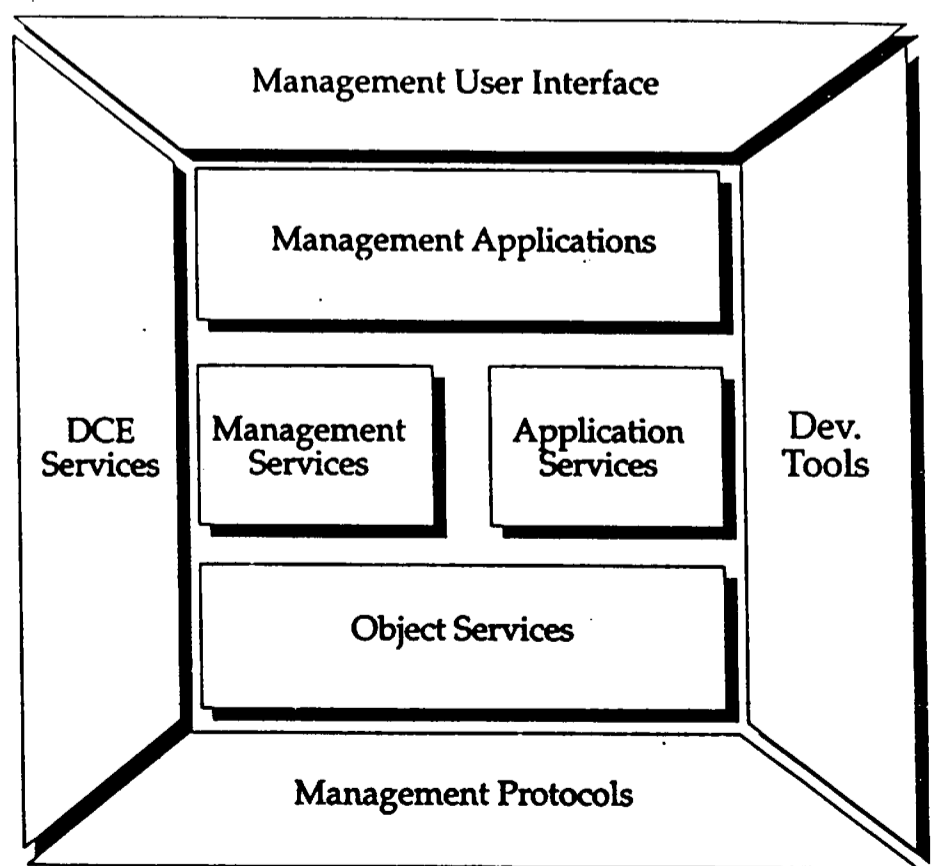 Management User Interface
Management Applications
DCE
Services
Management
Services
Application
Services
Dev.
Tools
Object Services
Management Protocols